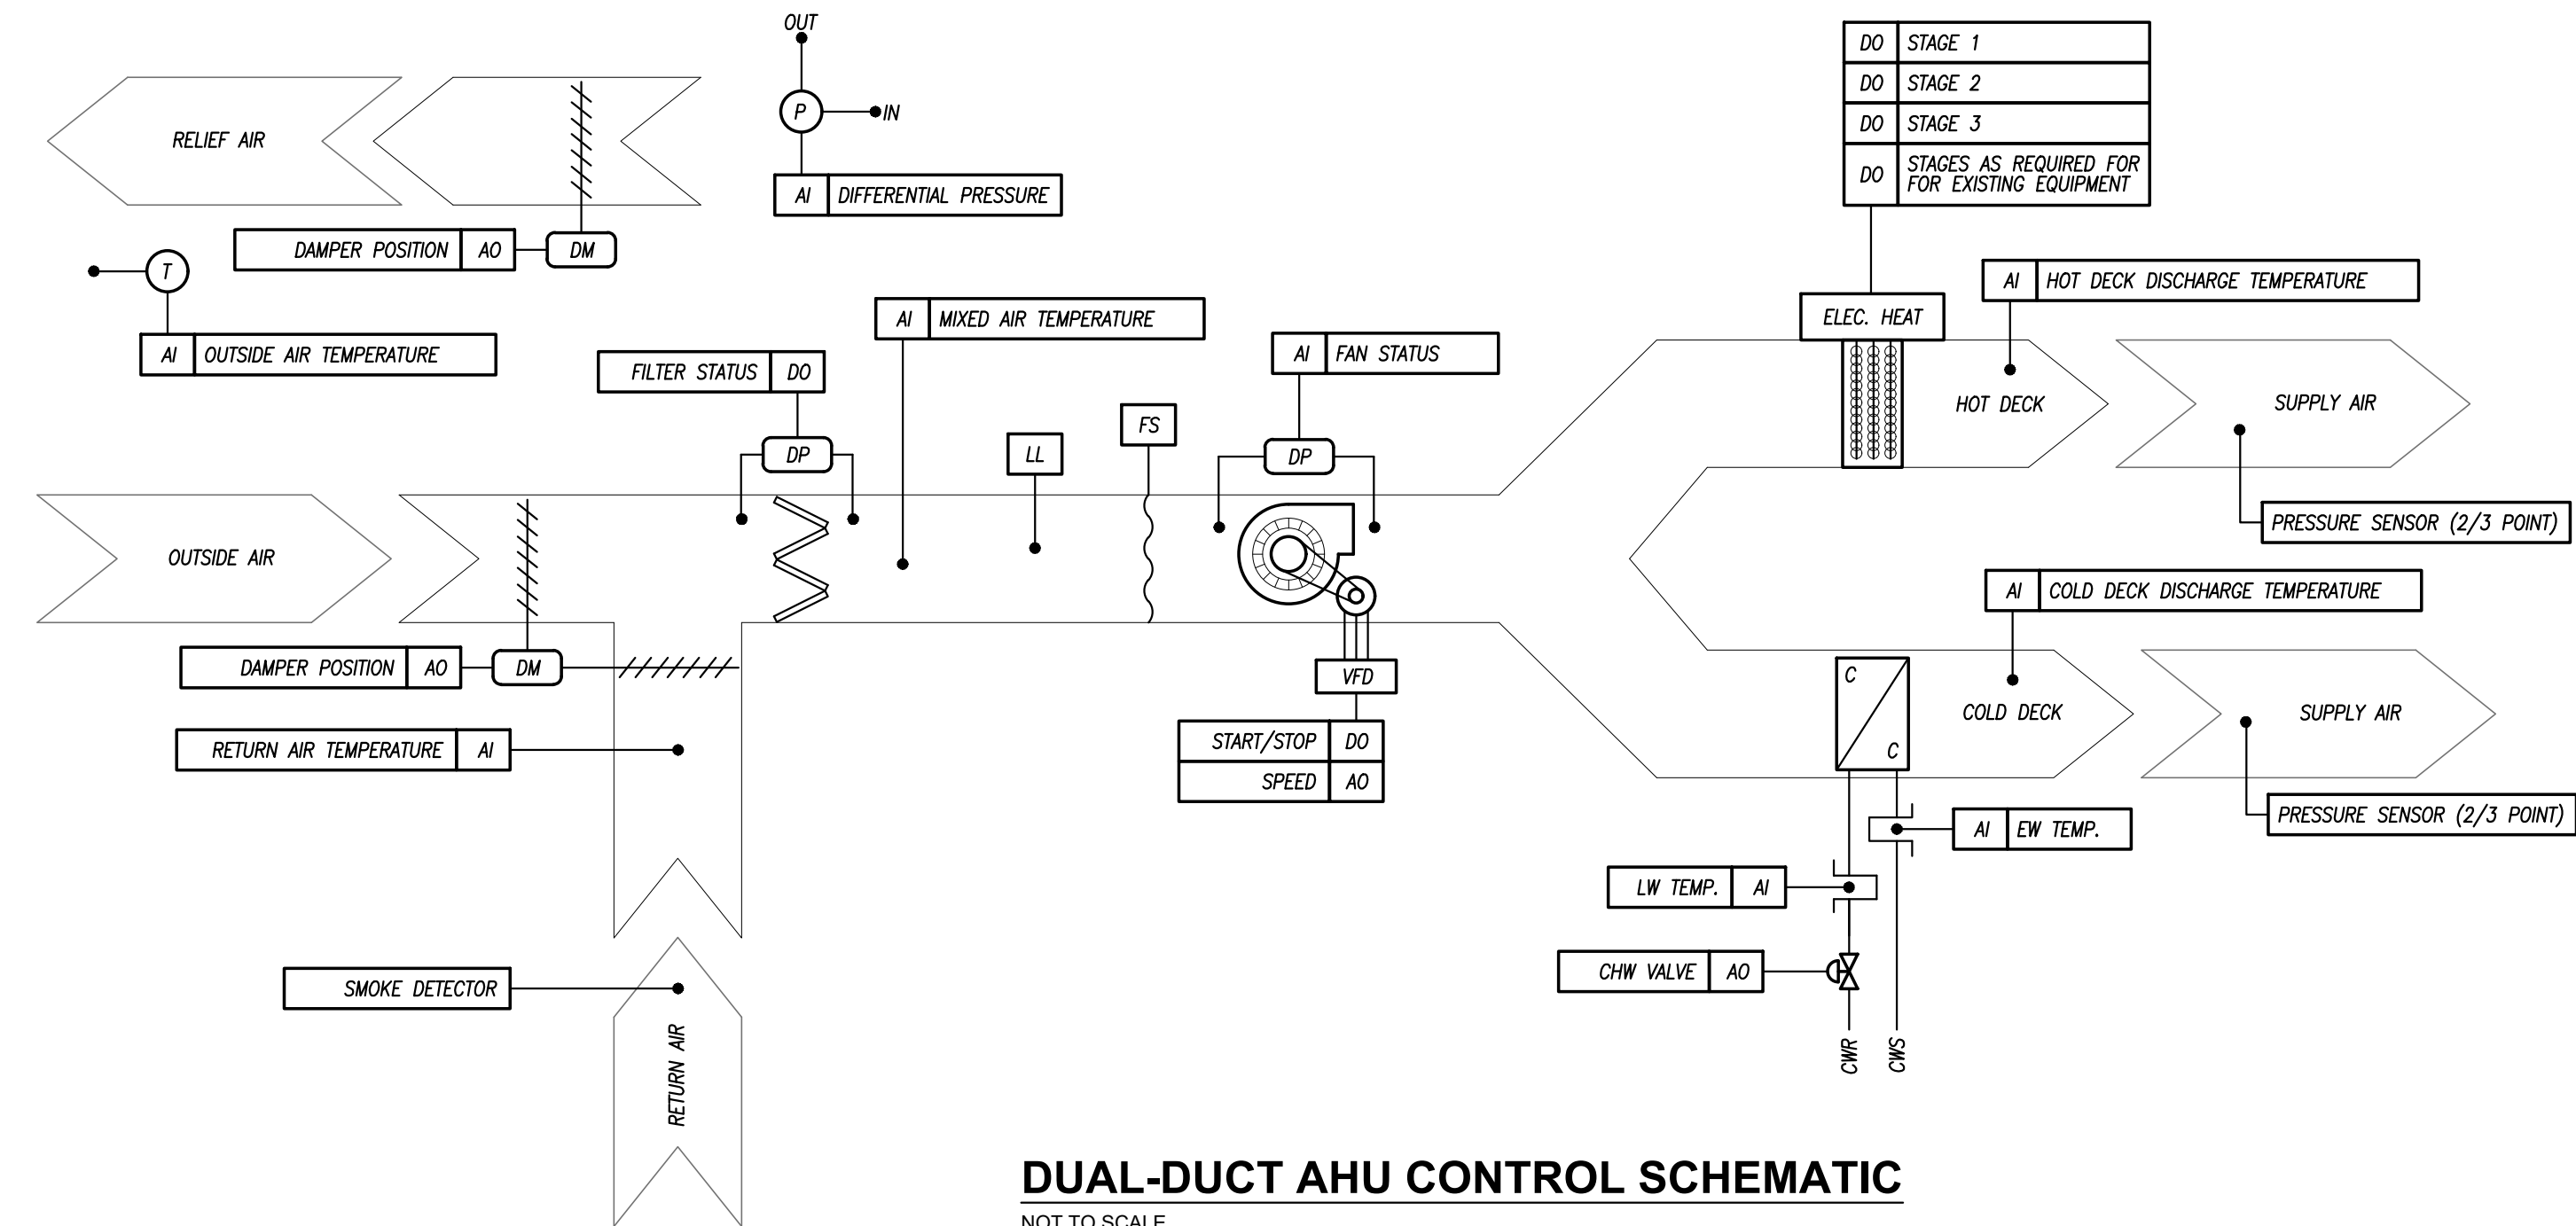 OUT
P
IN
AI DIFFERENTIAL PRESSURE
RELIEF AIR
DAMPER POSITION AO DM
T
AI OUTSIDE AIR TEMPERATURE
DO STAGE 1
DO STAGE 2
DO STAGE 3
DO STAGES AS REQUIRED FOR
FOR EXISTING EQUIPMENT
ELEC. HEAT
AI HOT DECK DISCHARGE TEMPERATURE
AI MIXED AIR TEMPERATURE
FILTER STATUS DO
DP
LL
FS
AI FAN STATUS
DP
HOT DECK
SUPPLY AIR
PRESSURE SENSOR (2/3 POINT)
OUTSIDE AIR
AI COLD DECK DISCHARGE TEMPERATURE
DAMPER POSITION AO DM
RETURN AIR TEMPERATURE AI
VFD
START/STOP DO
SPEED AO
C
C
COLD DECK
SUPPLY AIR
PRESSURE SENSOR (2/3 POINT)
AI EW TEMP.
LW TEMP. AI
CHW VALVE AO
CWR
CWS
SMOKE DETECTOR
RETURN AIR
DUAL-DUCT AHU CONTROL SCHEMATIC
NOT TO SCALE